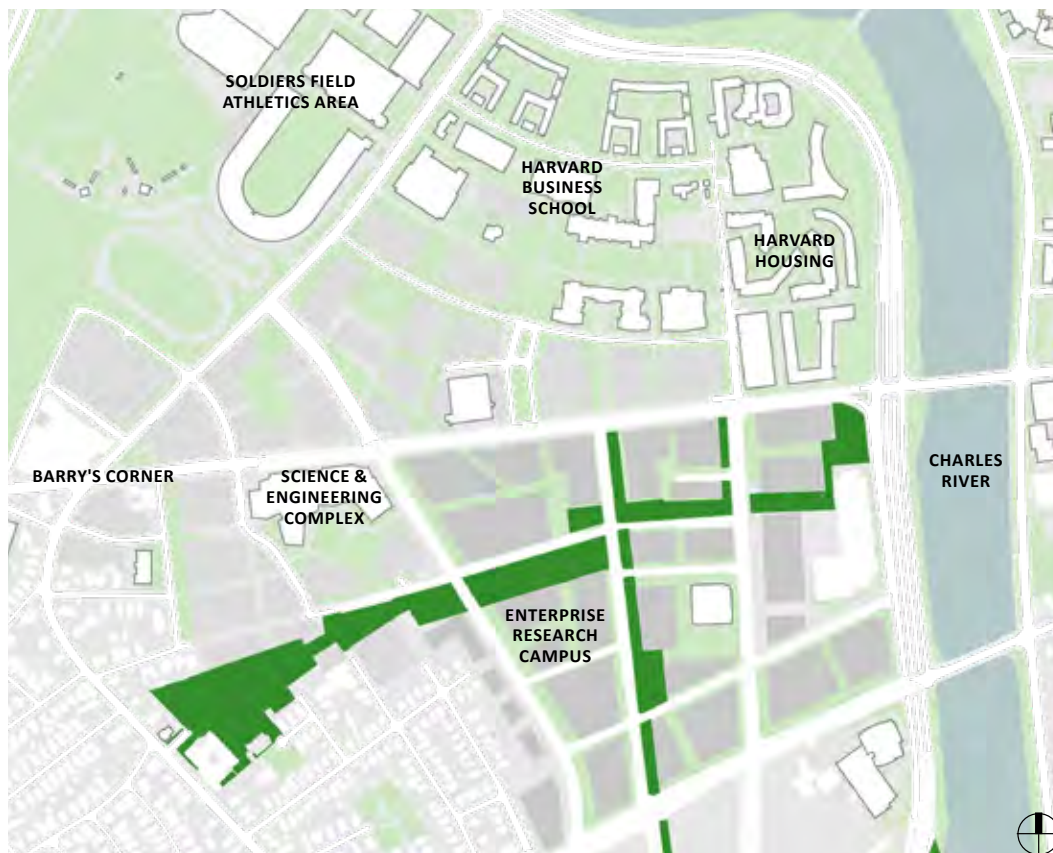 SOLDIERS FIELD
ATHLETICS AREA
HARVARD
BUSINESS
SCHOOL
HARVARD
HOUSING
BARRY'S CORNER
SCIENCE &
ENGINEERING
COMPLEX
CHARLES
RIVER
ENTERPRISE
RESEARCH
CAMPUS